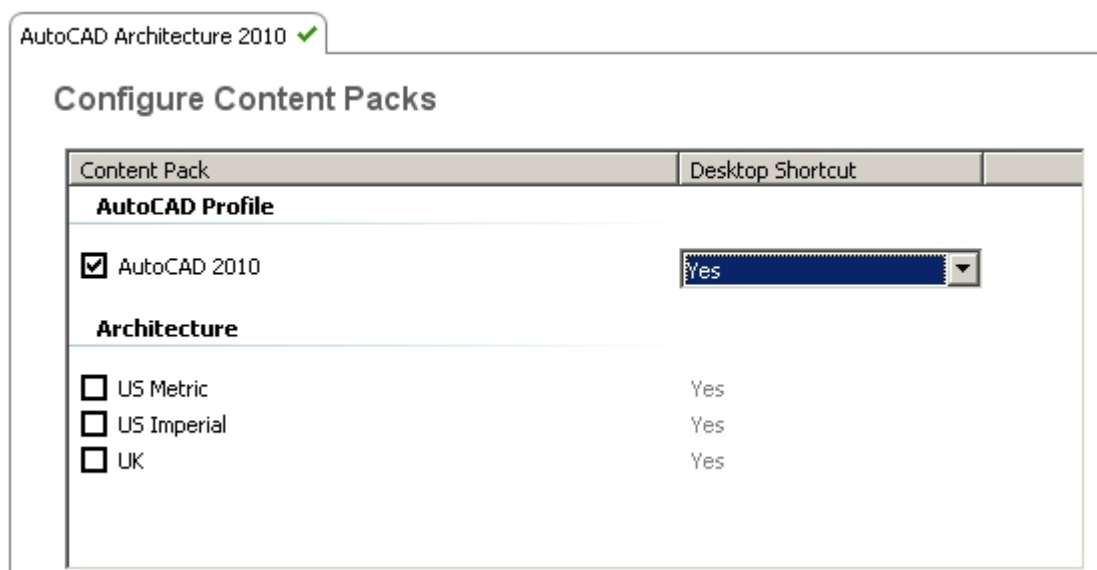 AutoCAD Architecture 2010
Configure Content Packs
Content Pack Desktop Shortcut
AutoCAD Profile
AutoCAD 2010 Yes
Architecture
US Metric Yes
US Imperial Yes
UK Yes